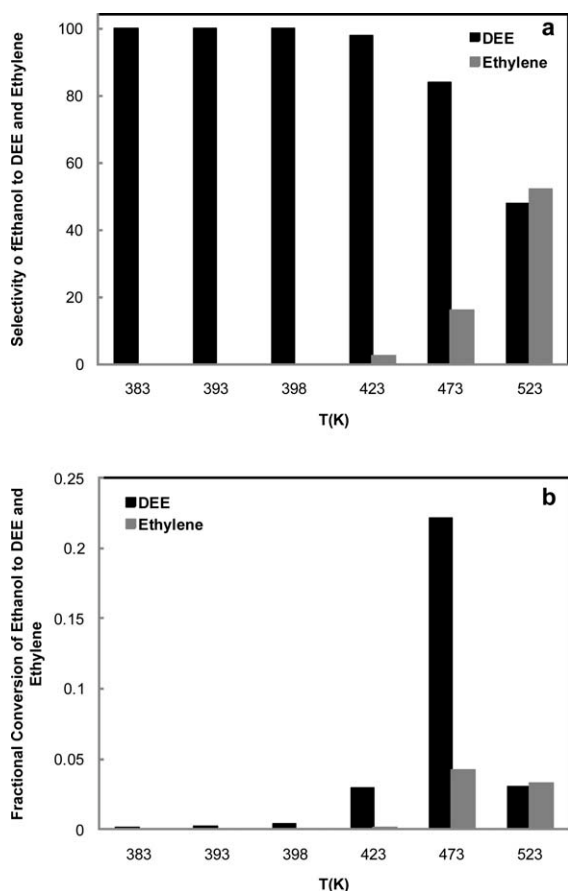 100
80
60
40
20
0
Selectivity o fEthanol to DEE and Ethylene
a
DEE
Ethylene
383 393 398 423 473 523
T(K)
0.25
0.2
0.15
0.1
0.05
0
Fractional Conversion of Ethanol to DEE and
Ethylene
b
DEE
Ethylene
383 393 398 423 473 523
T(K)